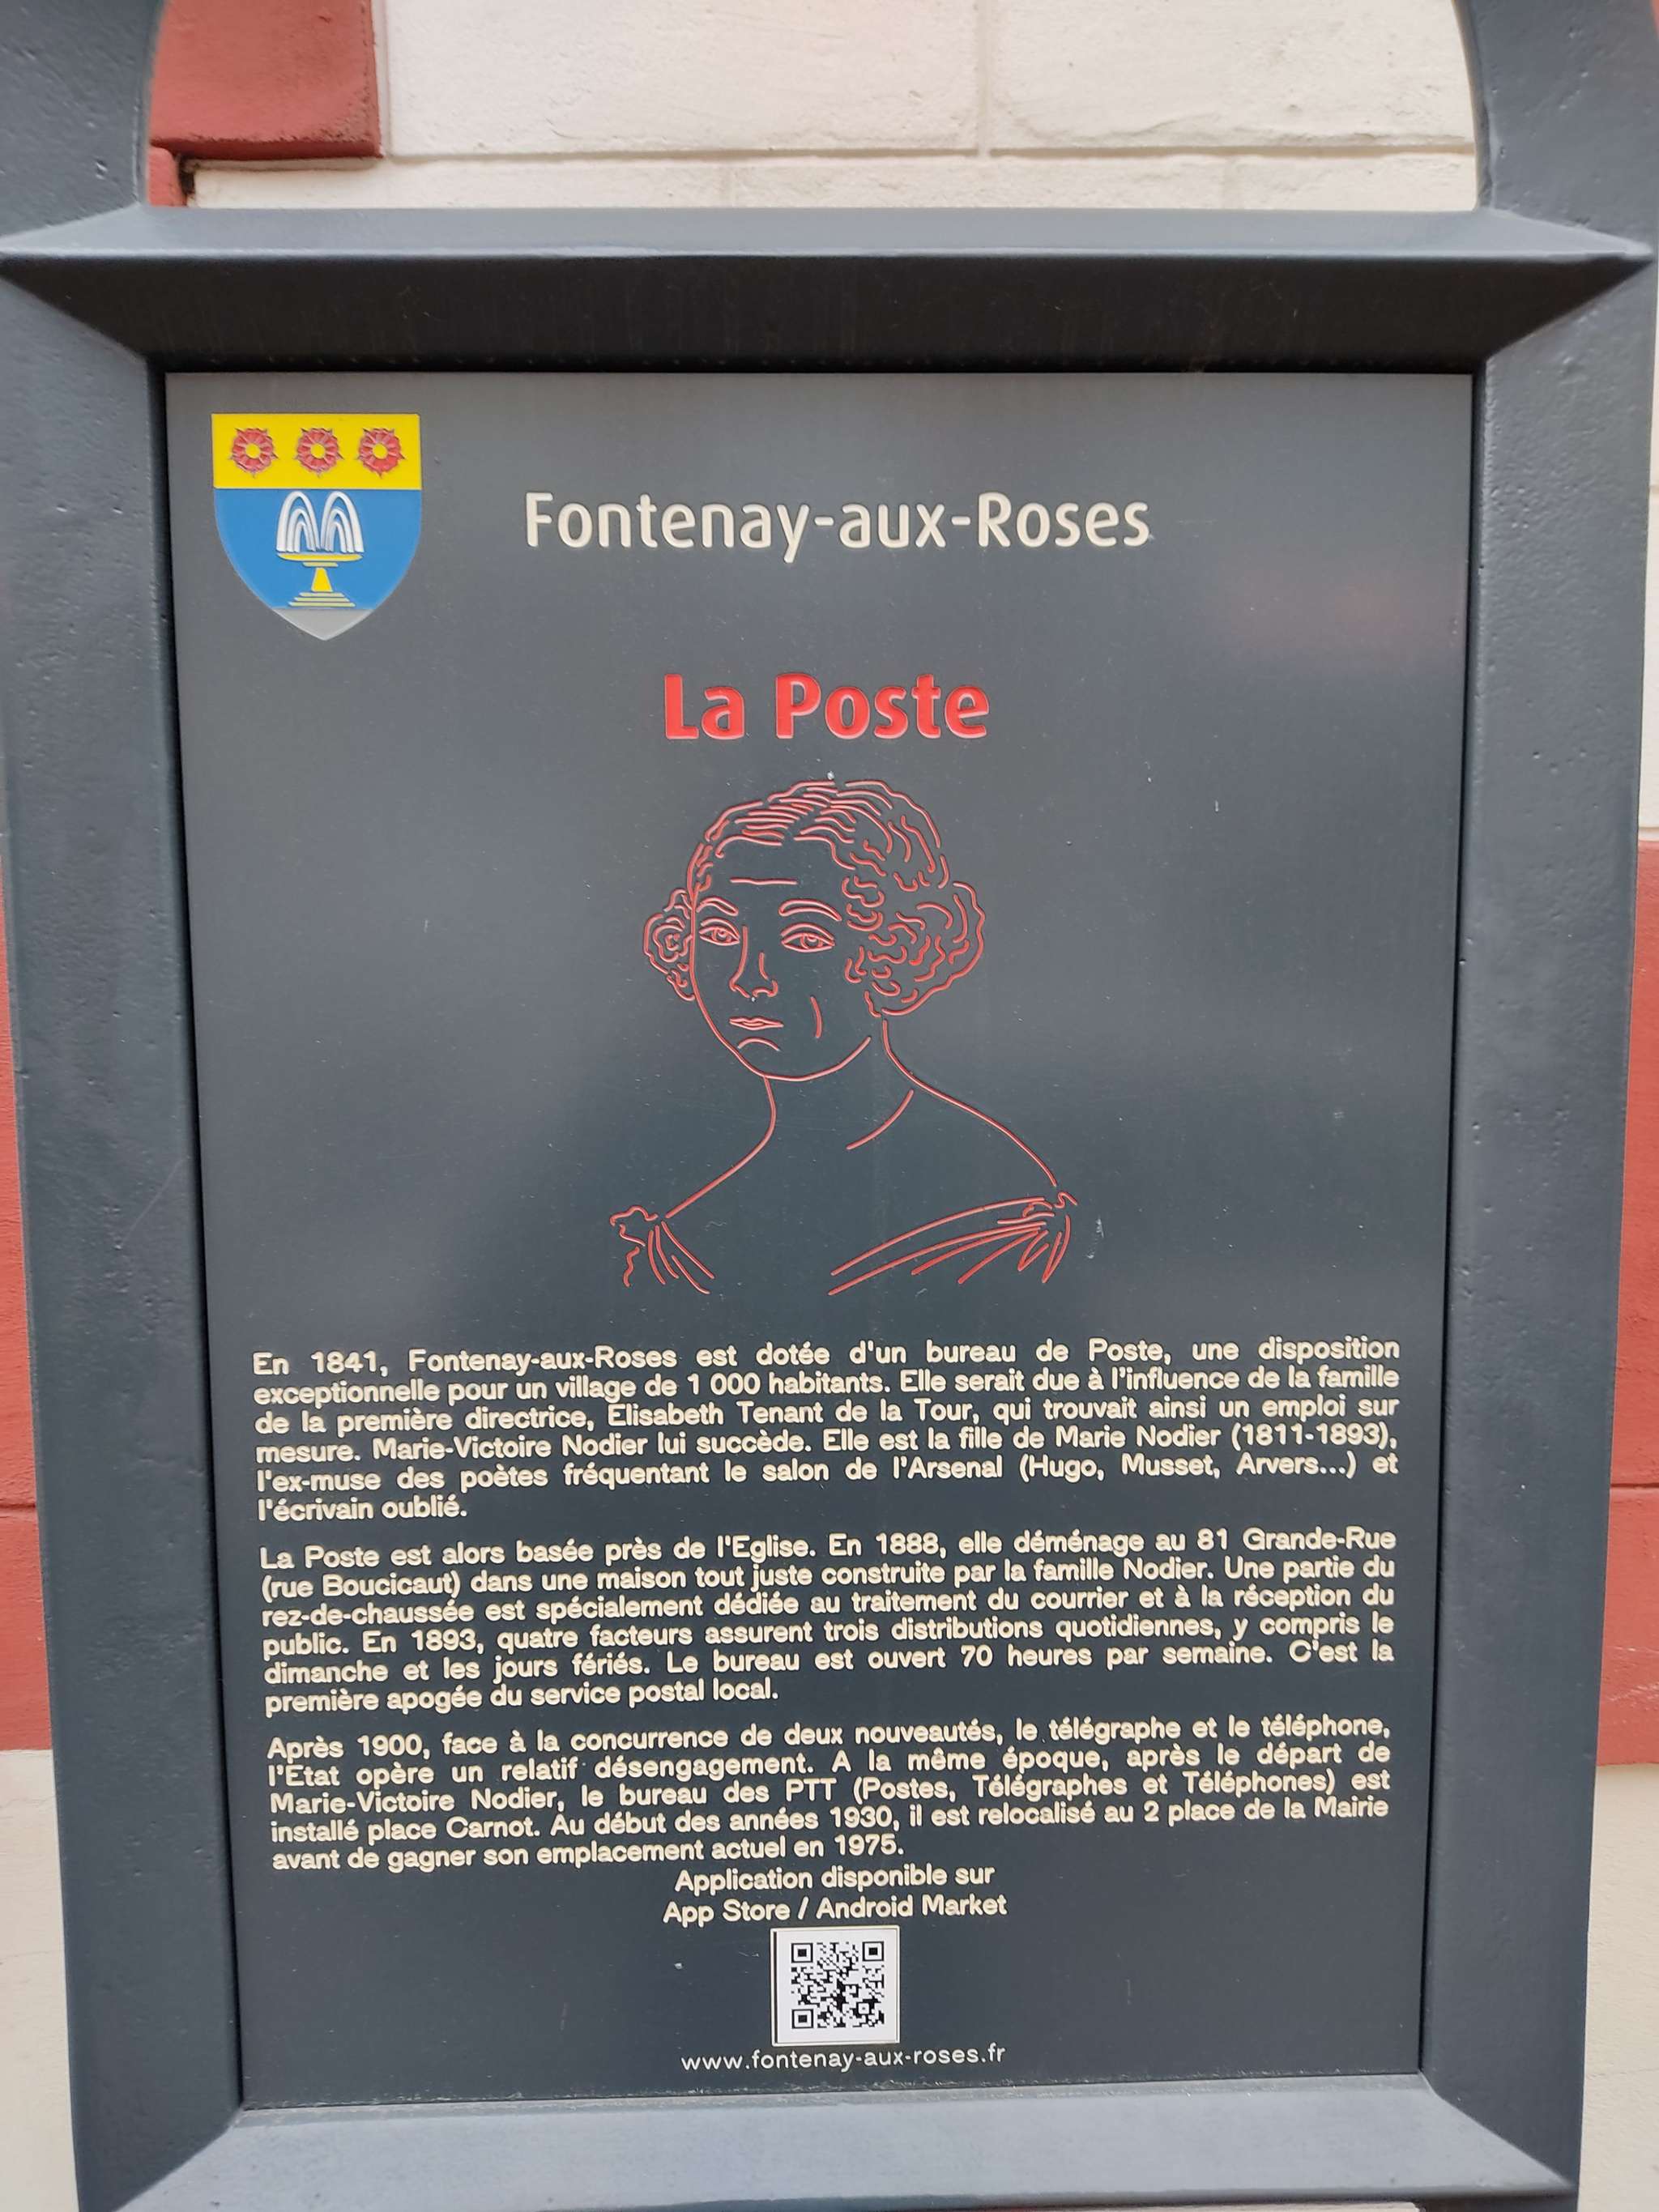 Fontenay-aux-Roses
La Poste
En 1841, Fontenay-aux-Roses est dotée d'un bureau de Poste, une disposition
exceptionnelle pour un village de 1 000 habitants. Elle serait due à l'influence de la famille
de la première directrice, Elisabeth Tenant de la Tour, qui trouvait ainsi un emploi sur
mesure. Marie-Victoire Nodier lui succède. Elle est la fille de Marie Nodier (1811-1893),
l'ex-muse des poètes fréquentant le salon de l'Arsenal (Hugo, Musset, Arvers...) et
l'écrivain oublié.
La Poste est alors basée près de l'Eglise. En 1888, elle déménage au 81 Grande-Rue
(rue Boucicaut) dans une maison tout juste construite par la famille Nodier. Une partie du
rez-de-chaussée est spécialement dédiée au traitement du courrier et à la réception du
public. En 1893, quatre facteurs assurent trois distributions quotidiennes, y compris le
dimanche et les jours fériés. Le bureau est ouvert 70 heures par semaine. C'est la
première apogée du service postal local.
Après 1900, face à la concurrence de deux nouveautés, le télégraphe et le téléphone,
l'Etat opère un relatif désengagement. A la même époque, après le départ de
Marie-Victoire Nodier, le bureau des PTT (Postes, Télégraphes et Téléphones) est
installé place Carnot. Au début des années 1930, il est relocalisé au 2 place de la Mairie
avant de gagner son emplacement actuel en 1975.
Application disponible sur
App Store / Android Market
www.fontenay-aux-roses.fr